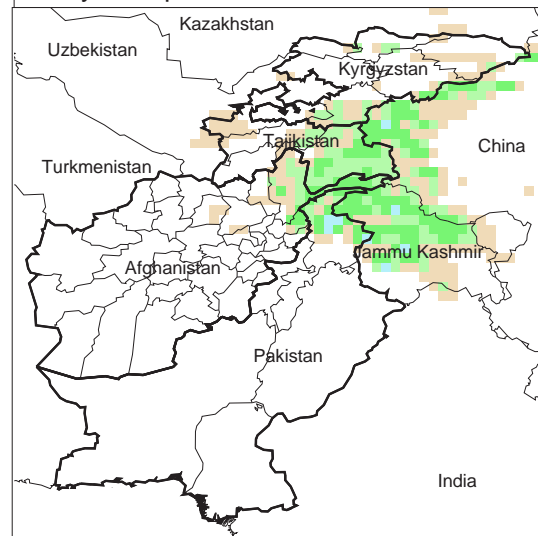 Kazakhstan
Uzbekistan
Kyrgyzstan
China
Tajikistan
Turkmenistan
Jammu Kashmir
Afghanistan
Pakistan
India